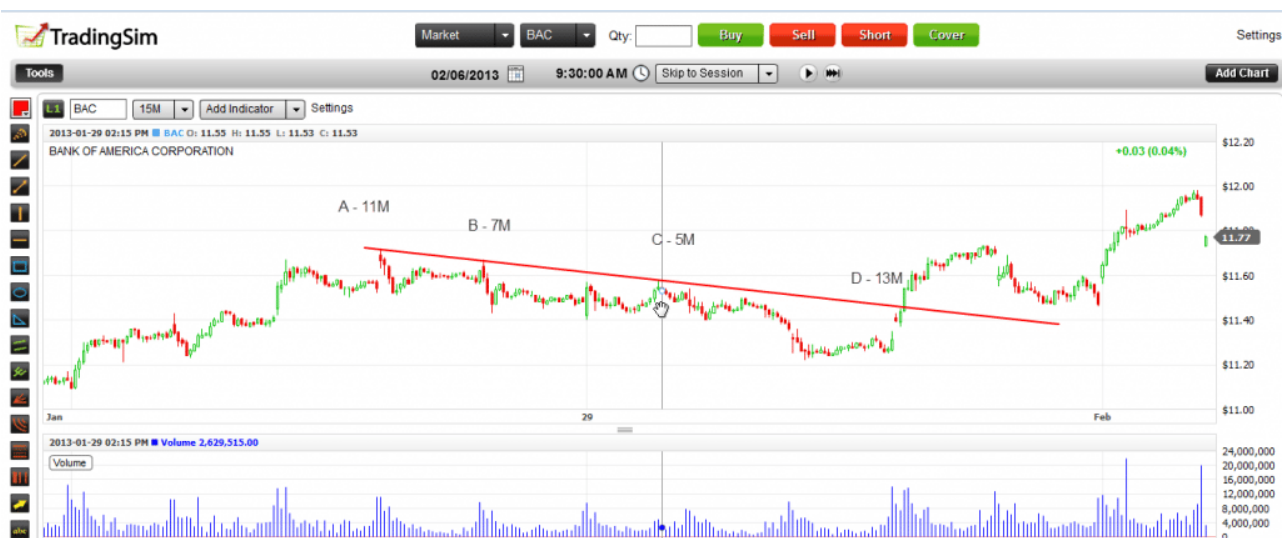 TradingSim
Market BAC Qty: Buy Sell Short Cover Settings
Tools 02/06/2013 9:30:00 AM Skip to Session Add Chart
L1 BAC 15M Add Indicator Settings
2013-01-29 02:15 PM BAC O: 11.55 H: 11.55 L: 11.53 C: 11.53
BANK OF AMERICA CORPORATION +0.03 (0.04%)
$12.20
$12.00
11.77
$11.60
$11.40
$11.20
$11.00
A - 11M
B - 7M
C - 5M
D - 13M
Jan 29 Feb
2013-01-29 02:15 PM Volume 2,629,515.00
Volume
24,000,000
20,000,000
16,000,000
12,000,000
8,000,000
4,000,000
0
abc